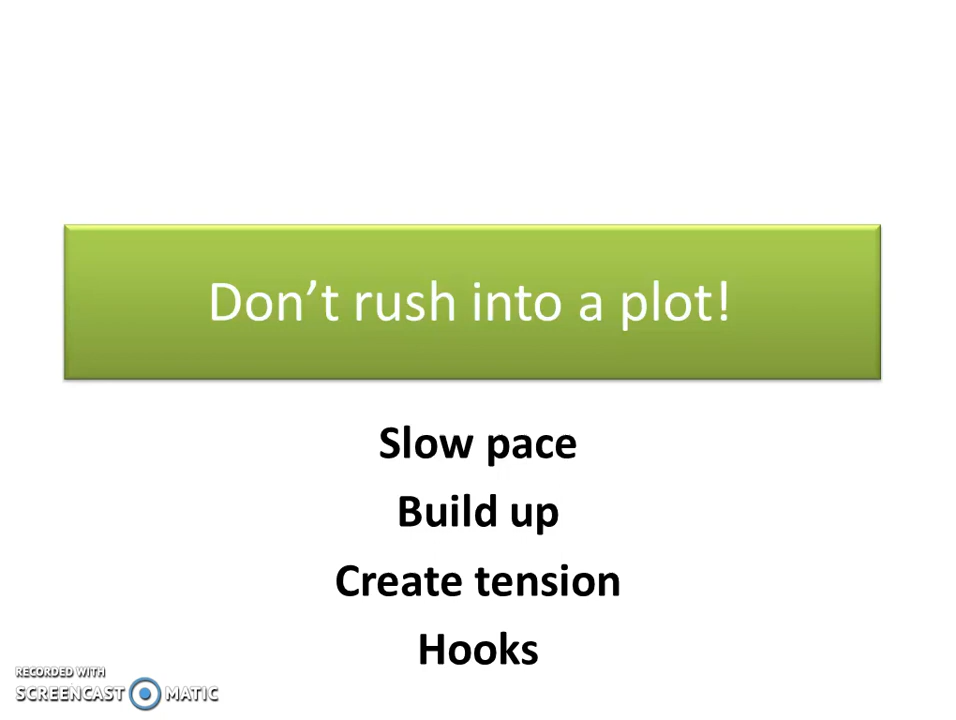 Don’t rush into a plot!
Slow pace
Build up
Create tension
Hooks
RECORDED WITH
SCREENCAST MATIC